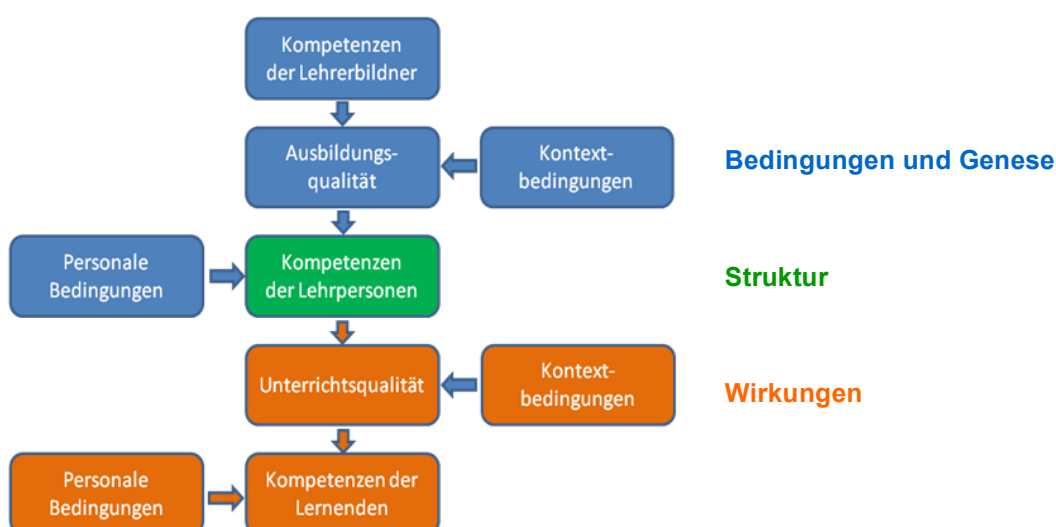 Kompetenzen
der Lehrerbildner
Ausbildungs-
qualität
Kontext-
bedingungen
Bedingungen und Genese
Personale
Bedingungen
Kompetenzen
der Lehrpersonen
Struktur
Unterrichtsqualität
Kontext-
bedingungen
Wirkungen
Personale
Bedingungen
Kompetenzen der
Lernenden